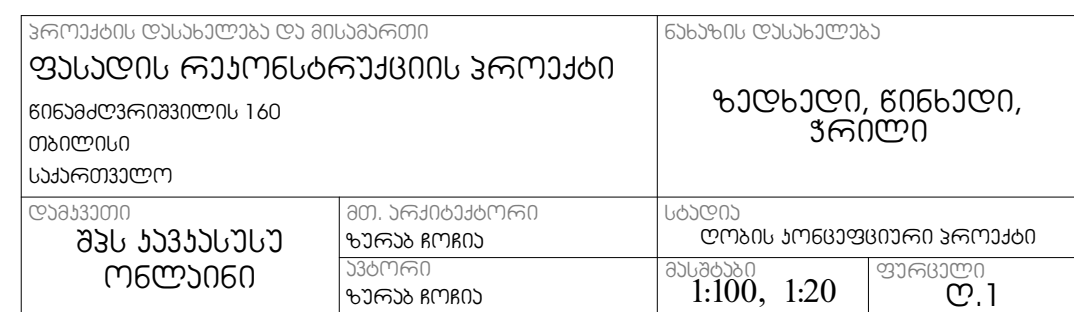 პროექტის დასახელება და მისამართი
ფასადის რეკონსტრუქციის პროექტი
წინამძღვრიშვილის 160
თბილისი
საქართველო
ნახაზის დასახელება
ზედხედი, წინხედი,
ჭრილი
დამკვეთი
შპს კავკასუსუ
ონლაინი
მთ. არქიტექტორი
ზურაბ ჩოჩია
ავტორი
ზურაბ ჩოჩია
სტადია
ღობის კონცეფციური პროექტი
მასშტაბი
1:100, 1:20
ფურცელი
ღ.1